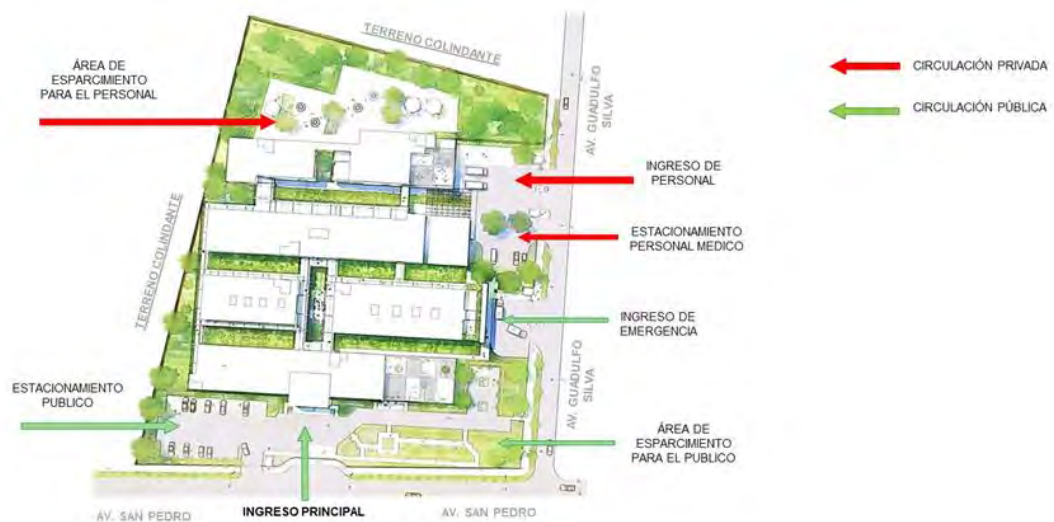 TERRENO COLINDANTE
ÁREA DE
ESPARCIMIENTO
PARA EL PERSONAL
AV. GUADULFO
SILVA
CIRCULACIÓN PRIVADA
CIRCULACIÓN PÚBLICA
INGRESO DE
PERSONAL
ESTACIONAMIENTO
PERSONAL MEDICO
TERRENO COLINDANTE
INGRESO DE
EMERGENCIA
ESTACIONAMIENTO
PUBLICO
AV. GUADULFO
SILVA
ÁREA DE
ESPARCIMIENTO
PARA EL PUBLICO
AV. SAN PEDRO
INGRESO PRINCIPAL
AV. SAN PEDRO